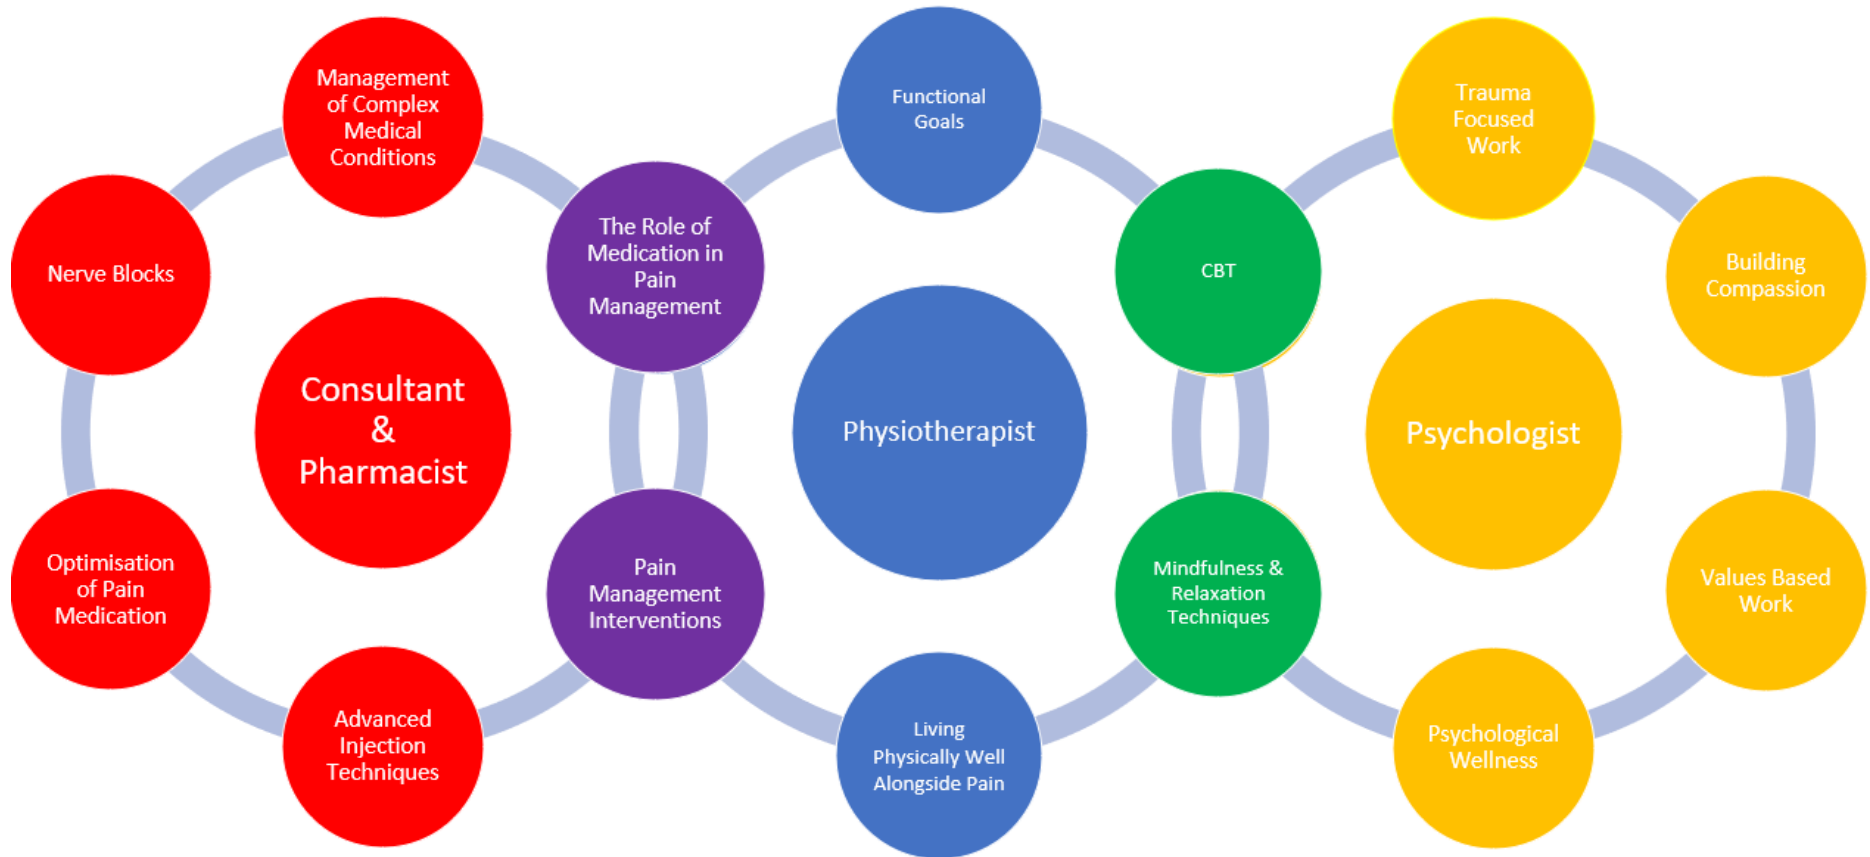 Management
of Complex
Medical
Conditions
Nerve Blocks
Consultant
&
Pharmacist
Optimisation
of Pain
Medication
Advanced
Injection
Techniques
The Role of
Medication in
Pain
Management
Pain
Management
Interventions
Functional
Goals
Physiotherapist
Living
Physically Well
Alongside Pain
CBT
Mindfulness &
Relaxation
Techniques
Trauma
Focused
Work
Building
Compassion
Psychologist
Values Based
Work
Psychological
Wellness